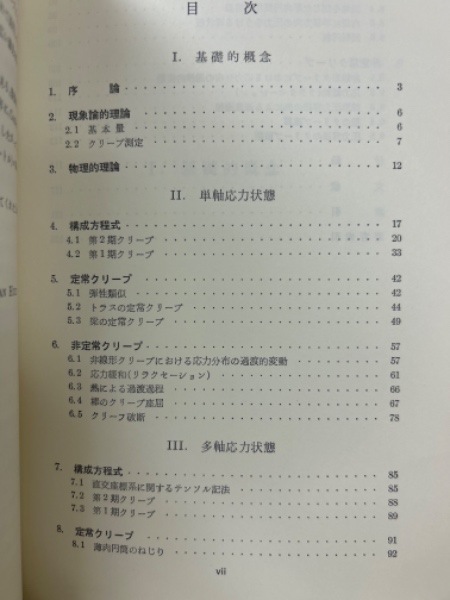 目 次
I. 基礎的概念
1. 序 論 3
2. 現象論的理論 6
2.1 基本量 6
2.2 クリープ測定 7
3. 物理的理論 12
II. 単軸応力状態
4. 構成方程式 17
4.1 第2期クリープ 20
4.2 第1期クリープ 33
5. 定常クリープ 42
5.1 弾性類似 42
5.2 トラスの定常クリープ 44
5.3 梁の定常クリープ 49
6. 非定常クリープ 57
6.1 非線形クリープにおける応力分布の過渡的変動 57
6.2 応力緩和(リラクセーション) 61
6.3 熱による過渡過程 66
6.4 クリープ座屈 67
6.5 クリープ破断 78
III. 多軸応力状態
7. 構成方程式 85
7.1 直交座標系に関するテンソル記法 85
7.2 第2期クリープ 88
7.3 第1期クリープ 89
8. 定常クリープ 91
8.1 薄肉円筒のねじり 92
vii